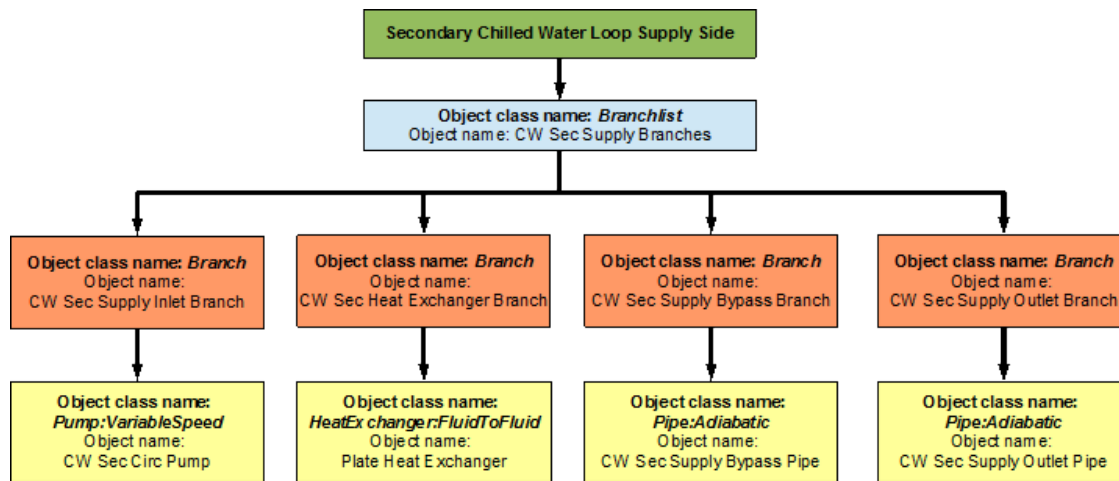 Secondary Chilled Water Loop Supply Side
Object class name: Branchlist
Object name: CW Sec Supply Branches
Object class name: Branch
Object name:
CW Sec Supply Inlet Branch
Object class name: Branch
Object name:
CW Sec Heat Exchanger Branch
Object class name: Branch
Object name:
CW Sec Supply Bypass Branch
Object class name: Branch
Object name:
CW Sec Supply Outlet Branch
Object class name:
Pump:VariableSpeed
Object name:
CW Sec Circ Pump
Object class name:
HeatExchanger:FluidToFluid
Object name:
Plate Heat Exchanger
Object class name:
Pipe:Adiabatic
Object name:
CW Sec Supply Bypass Pipe
Object class name:
Pipe:Adiabatic
Object name:
CW Sec Supply Outlet Pipe